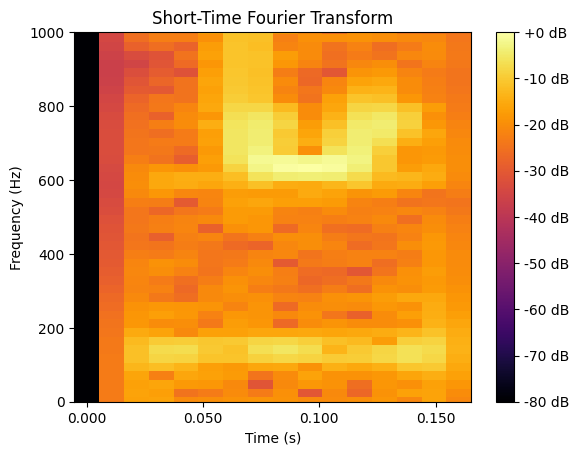 Short-Time Fourier Transform
1000
800
600
400
200
0
Frequency (Hz)
0.000
0.050
0.100
0.150
Time (s)
+0 dB
-10 dB
-20 dB
-30 dB
-40 dB
-50 dB
-60 dB
-70 dB
-80 dB